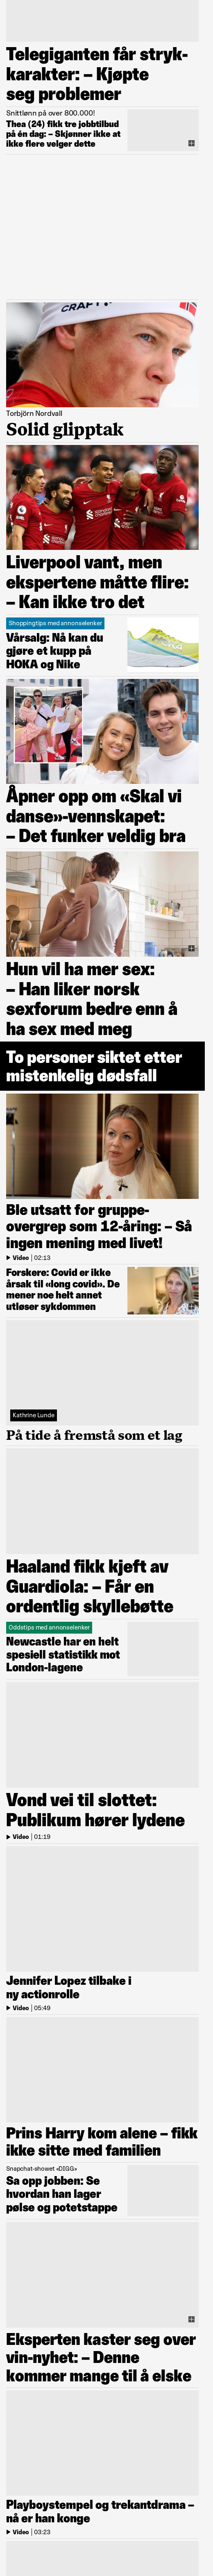 Telegiganten får stryk-
karakter: – Kjøpte
seg problemer
Snittlønn på over 800.000!
Thea (24) fikk tre jobbtilbud
på én dag: – Skjønner ikke at
ikke flere velger dette
CRAFT
Torbjörn Nordvall
Solid glipptak
Liverpool vant, men
ekspertene måtte flire:
– Kan ikke tro det
Shoppingtips med annonselenker
Vårsalg: Nå kan du
gjøre et kupp på
HOKA og Nike
Åpner opp om «Skal vi
danse»-vennskapet:
– Det funker veldig bra
Hun vil ha mer sex:
– Han liker norsk
sexforum bedre enn å
ha sex med meg
To personer siktet etter
mistenkelig dødsfall
Ble utsatt for gruppe-
overgrep som 12-åring: – Så
ingen mening med livet!
Video | 02:13
Forskere: Covid er ikke
årsak til «long covid». De
mener noe helt annet
utløser sykdommen
Kathrine Lunde
På tide å fremstå som et lag
Haaland fikk kjeft av
Guardiola: – Får en
ordentlig skyllebøtte
Oddstips med annonselenker
Newcastle har en helt
spesiell statistikk mot
London-lagene
Vond vei til slottet:
Publikum hører lydene
Video | 01:19
Jennifer Lopez tilbake i
ny actionrolle
Video | 05:49
Prins Harry kom alene – fikk
ikke sitte med familien
Snapchat-showet «DIGG»
Sa opp jobben: Se
hvordan han lager
pølse og potetstappe
Eksperten kaster seg over
vin-nyhet: – Denne
kommer mange til å elske
Playboystempel og trekantdrama –
nå er han konge
Video | 03:23